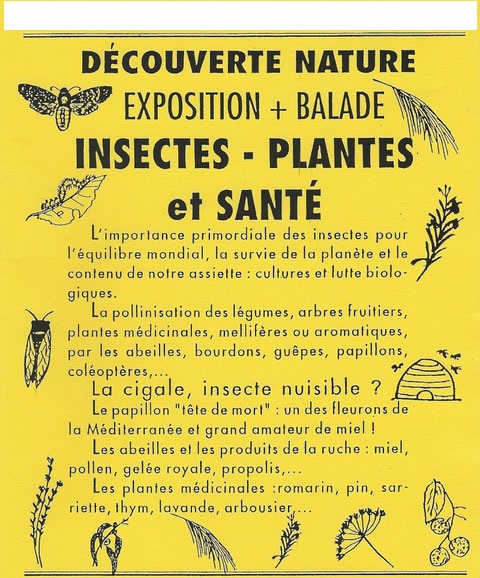 DÉCOUVERTE NATURE
EXPOSITION + BALADE
INSECTES - PLANTES
et SANTÉ
L'importance primordiale des insectes pour
l'équilibre mondial, la survie de la planète et le
contenu de notre assiette : cultures et lutte biolo-
giques.
La pollinisation des légumes, arbres fruitiers,
plantes médicinales, mellifères ou aromatiques,
par les abeilles, bourdons, guêpes, papillons,
coléoptères,...
La cigale, insecte nuisible ?
Le papillon "tête de mort" : un des fleurons de
la Méditerranée et grand amateur de miel !
Les abeilles et les produits de la ruche : miel,
pollen, gelée royale, propolis,...
Les plantes médicinales :romarin, pin, sar-
riette, thym, lavande, arbousier,...